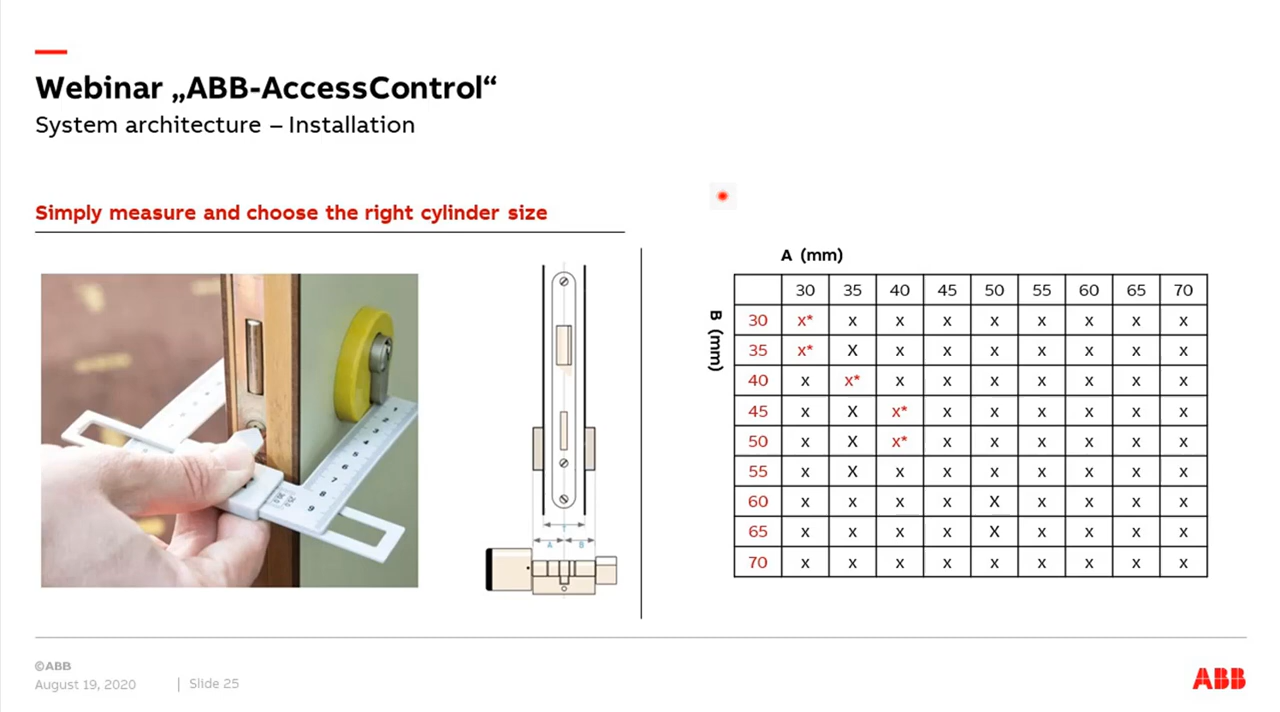 Webinar „ABB-AccessControl“
System architecture – Installation
Simply measure and choose the right cylinder size
A (mm)
B (mm)
30 35 40 45 50 55 60 65 70
30 x* x x x x x x x x
35 x* X x x x x x x x
40 x x* x x x x x x x
45 x X x* x x x x x x
50 x X x* x x x x x x
55 x X x x x x x x x
60 x x x x X x x x x
65 x x x x X x x x x
70 x x x x x x x x x
A B
©ABB
August 19, 2020 | Slide 25
ABB